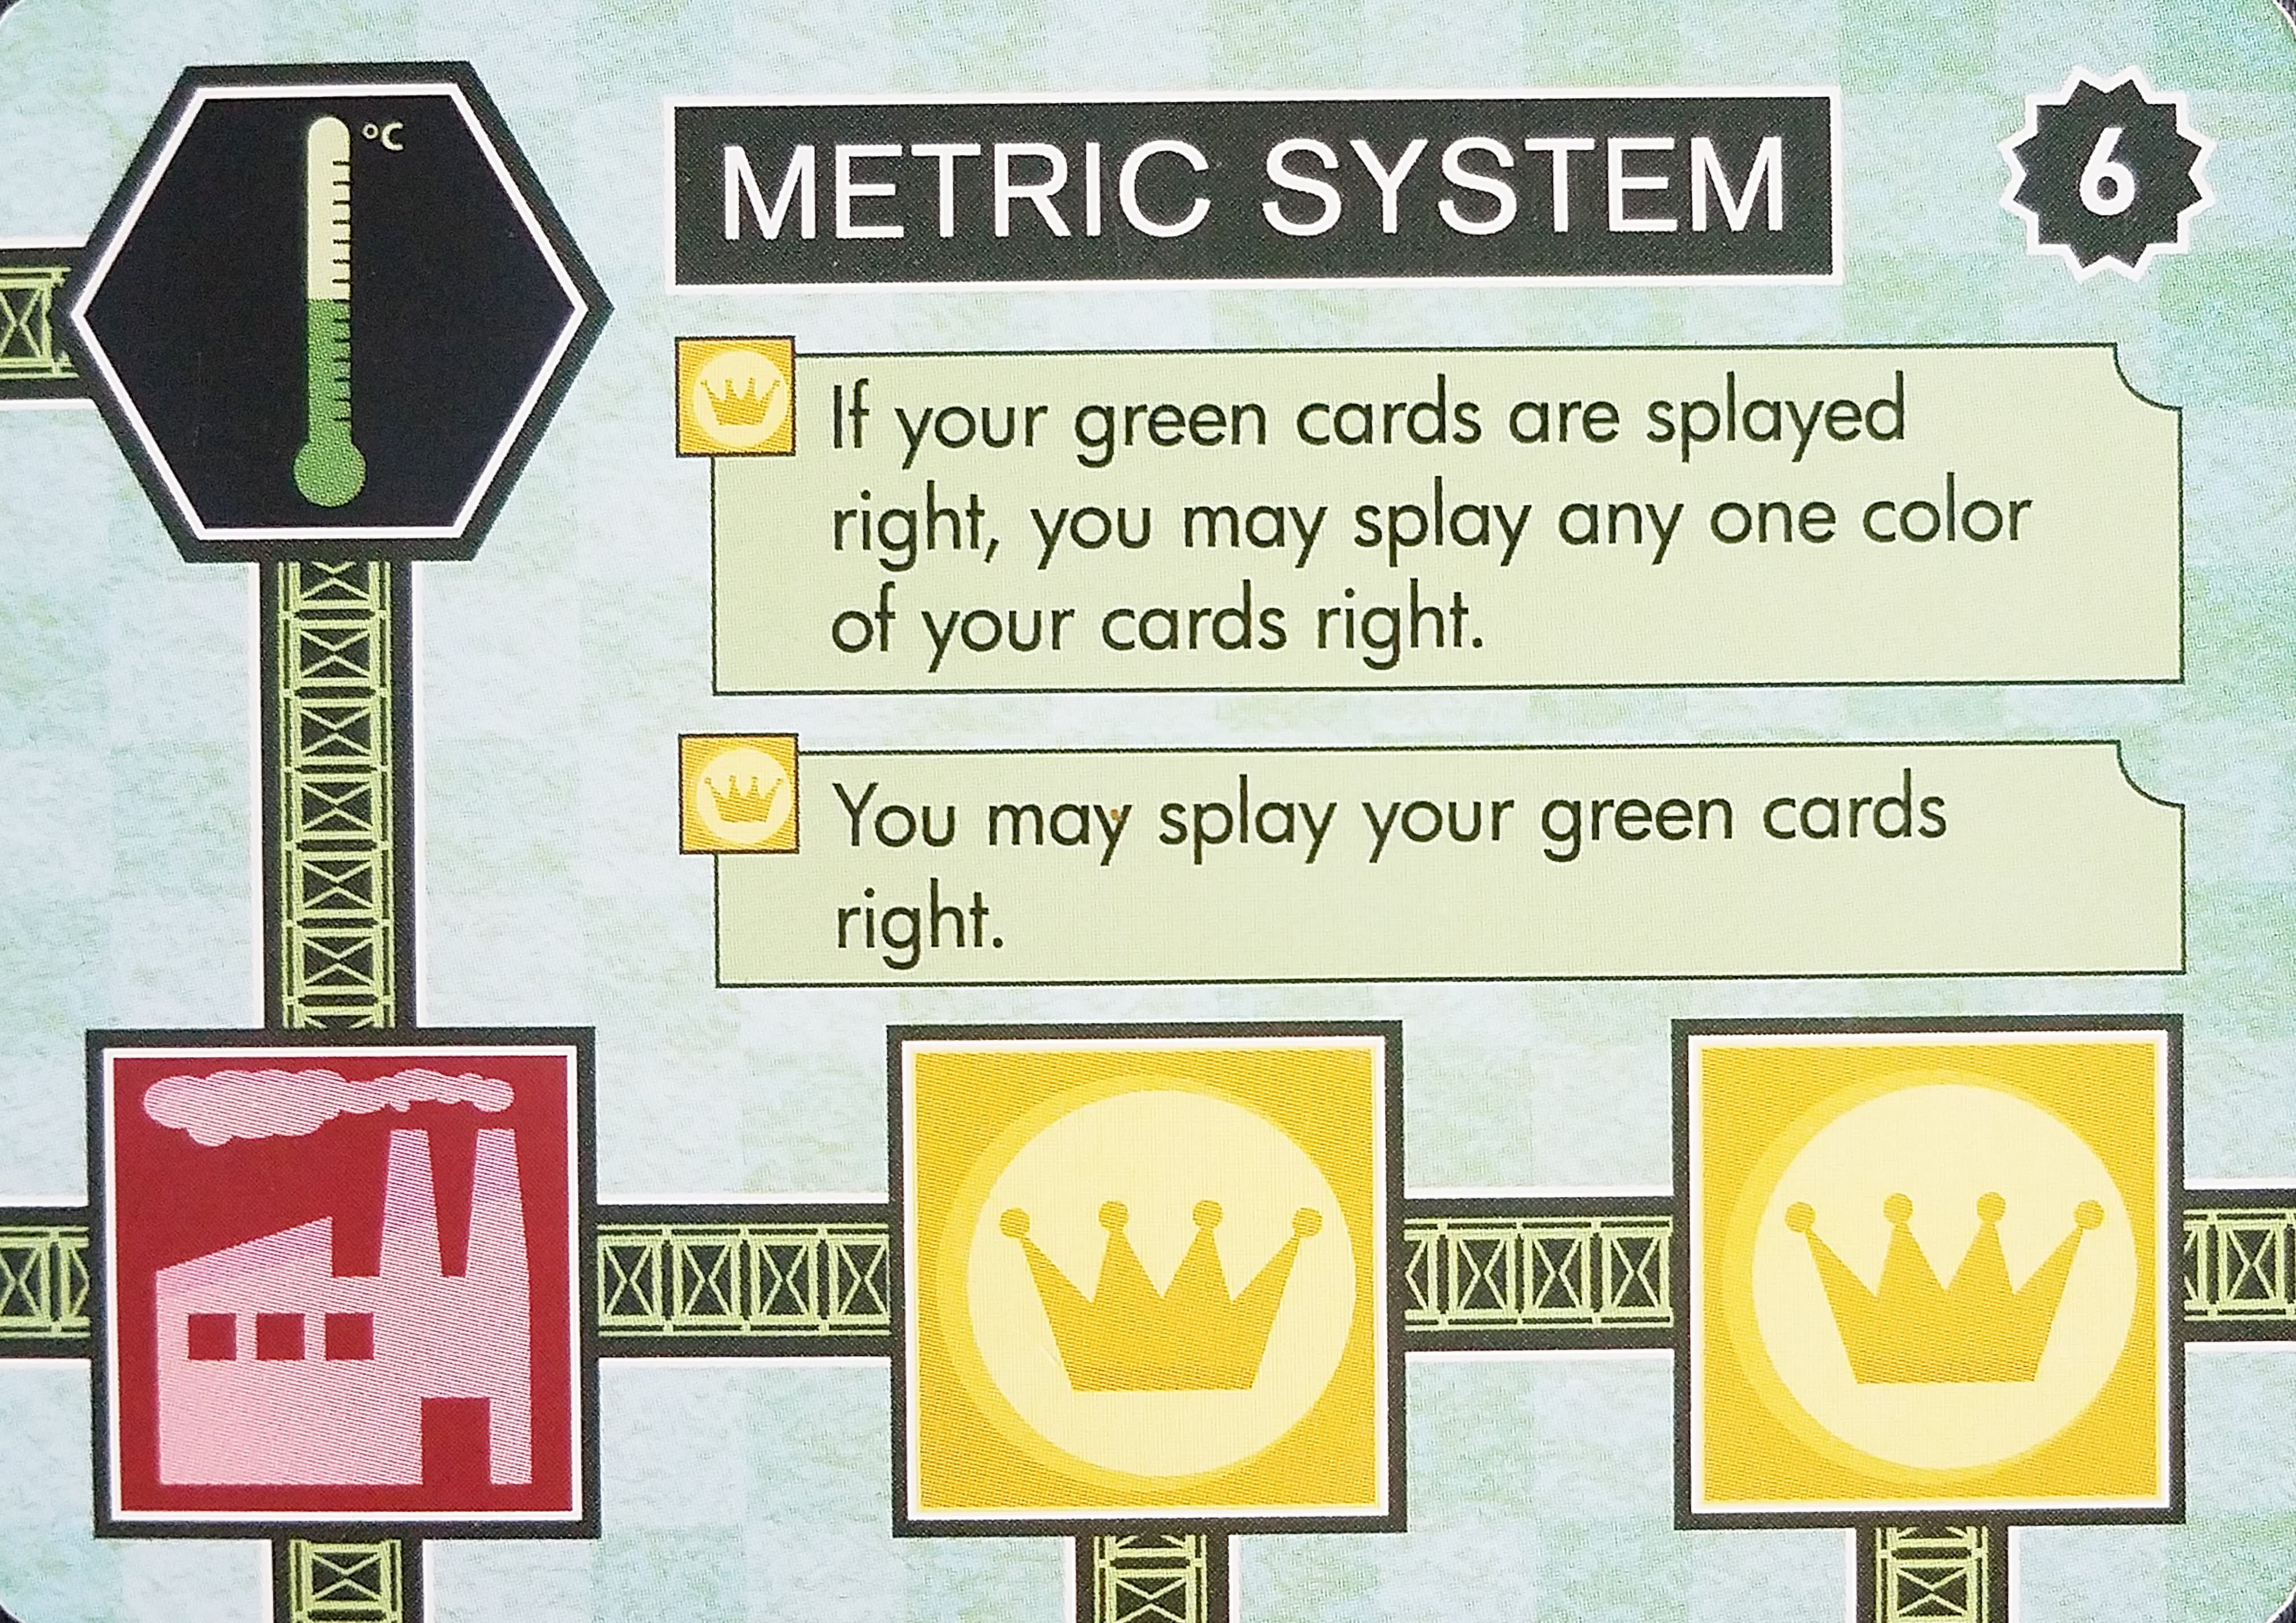 °C
METRIC SYSTEM
6
If your green cards are splayed
right, you may splay any one color
of your cards right.
You may splay your green cards
right.